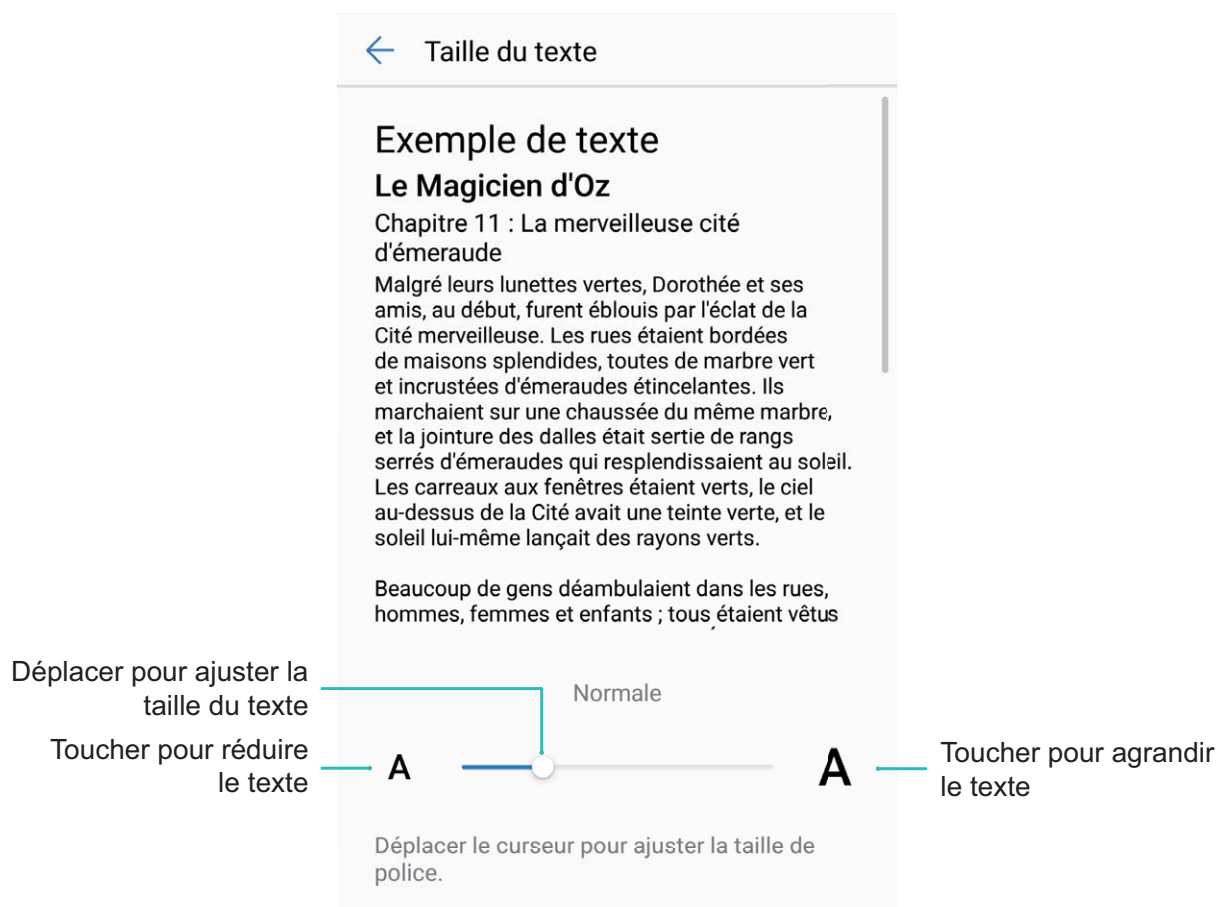 Taille du texte
Exemple de texte
Le Magicien d'Oz
Chapitre 11 : La merveilleuse cité
d'émeraude
Malgré leurs lunettes vertes, Dorothée et ses
amis, au début, furent éblouis par l'éclat de la
Cité merveilleuse. Les rues étaient bordées
de maisons splendides, toutes de marbre vert
et incrustées d'émeraudes étincelantes. Ils
marchaient sur une chaussée du même marbre,
et la jointure des dalles était sertie de rangs
serrés d'émeraudes qui resplendissaient au soleil.
Les carreaux aux fenêtres étaient verts, le ciel
au-dessus de la Cité avait une teinte verte, et le
soleil lui-même lançait des rayons verts.
Beaucoup de gens déambulaient dans les rues,
hommes, femmes et enfants ; tous étaient vêtus
Déplacer pour ajuster la
taille du texte
Normale
Toucher pour réduire
le texte
A
A
Toucher pour agrandir
le texte
Déplacer le curseur pour ajuster la taille de
police.